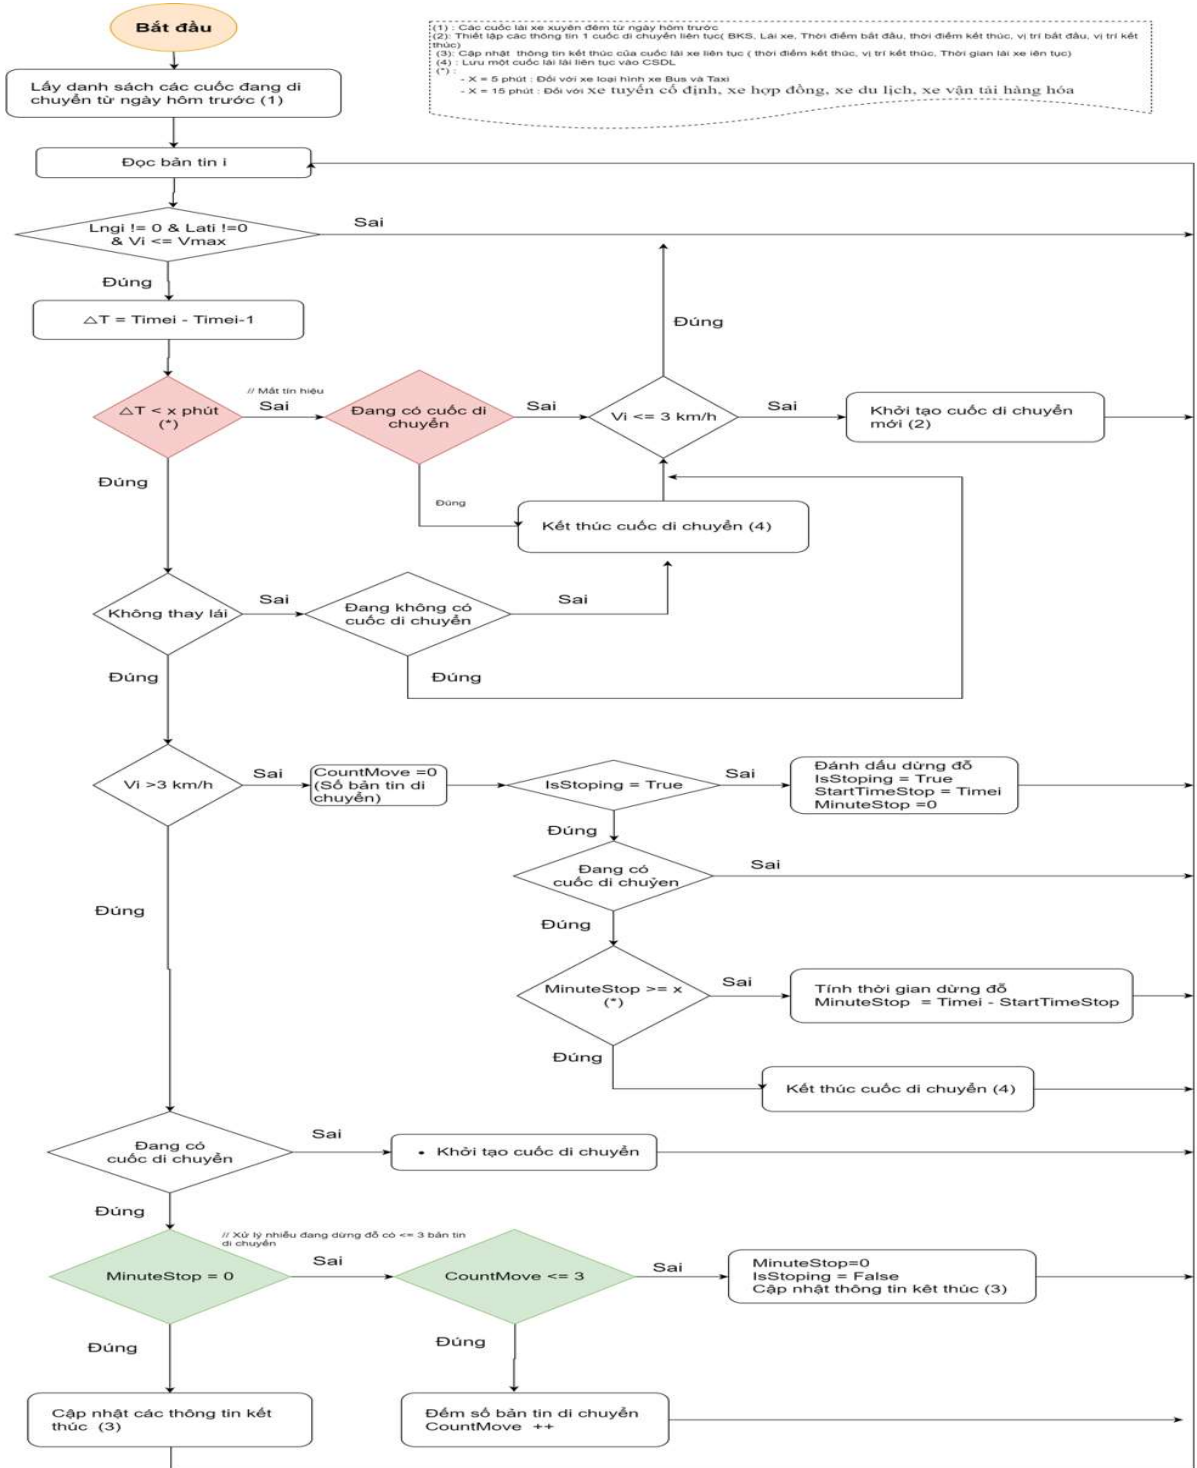 Bắt đầu
(1) : Các cuốc lái xe xuyên đêm từ ngày hôm trước
(2): Thiết lập các thông tin 1 cuốc di chuyển liên tục( BKS, Lái xe, Thời điểm bắt đầu, thời điểm kết thúc, vị trí bắt đầu, vị trí kết
thúc)
(3): Cập nhật thông tin kết thúc của cuốc lái xe liên tục ( thời điểm kết thúc, vị trí kết thúc, Thời gian lái xe iên tục)
(4) : Lưu một cuốc lái lái liên tục vào CSDL
(*) :
- X = 5 phút : Đối với xe loại hình xe Bus và Taxi
- X = 15 phút : Đối với xe tuyến cố định, xe hợp đồng, xe du lịch, xe vận tải hàng hóa
Lấy danh sách các cuốc đang di
chuyển từ ngày hôm trước (1)
Đọc bản tin i
Lngi != 0 & Lati !=0
& Vi <= Vmax
Sai
Đúng
△T = Timei - Timei-1
Đúng
△T < x phút
(*)
// Mất tín hiệu
Sai
Đang có cuốc di
chuyển
Sai
Vi <= 3 km/h
Sai
Khởi tạo cuốc di chuyển
mới (2)
Đúng
Đúng
Kết thúc cuốc di chuyển (4)
Không thay lái
Sai
Đang không có
cuốc di chuyển
Sai
Đúng
Đúng
Vi >3 km/h
Sai
CountMove =0
(Số bản tin di
chuyển)
IsStoping = True
Sai
Đánh dấu dừng đỗ
IsStoping = True
StartTimeStop = Timei
MinuteStop =0
Đúng
Đang có
cuốc di chuỷen
Sai
Đúng
Đúng
MinuteStop >= x
(*)
Sai
Tính thời gian dừng đỗ
MinuteStop = Timei - StartTimeStop
Đúng
Kết thúc cuốc di chuyển (4)
Đang có
cuốc di chuyển
Sai
• Khởi tạo cuốc di chuyển
Đúng
// Xử lý nhiễu đang dừng đỗ có <= 3 bản tin
di chuyển
MinuteStop = 0
Sai
CountMove <= 3
Sai
MinuteStop=0
IsStoping = False
Cập nhật thông tin kêt thúc (3)
Đúng
Đúng
Cập nhật các thông tin kết
thúc (3)
Đếm số bản tin di chuyển
CountMove ++